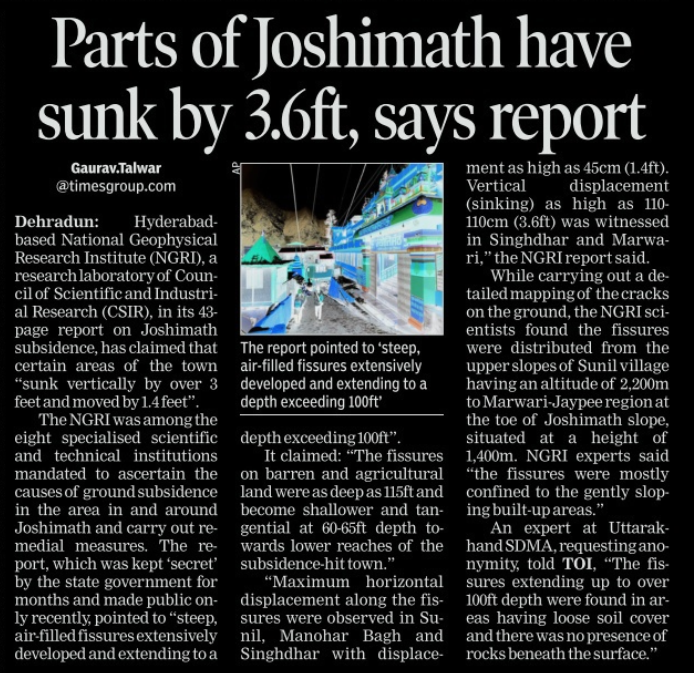 Parts of Joshimath have
sunk by 3.6ft, says report
Gaurav.Talwar
@timesgroup.com
Dehradun: Hyderabad-
based National Geophysical
Research Institute (NGRI), a
research laboratory of Coun-
cil of Scientific and Industri-
al Research (CSIR), in its 43-
page report on Joshimath
subsidence, has claimed that
certain areas of the town
“sunk vertically by over 3
feet and moved by 1.4 feet”.
The NGRI was among the
eight specialised scientific
and technical institutions
mandated to ascertain the
causes of ground subsidence
in the area in and around
Joshimath and carry out re-
medial measures. The re-
port, which was kept ‘secret’
by the state government for
months and made public on-
ly recently, pointed to “steep,
air-filled fissures extensively
developed and extending to a
AP
The report pointed to ‘steep,
air-filled fissures extensively
developed and extending to a
depth exceeding 100ft’
depth exceeding 100ft”.
It claimed: “The fissures
on barren and agricultural
land were as deep as 115ft and
become shallower and tan-
gential at 60-65ft depth to-
wards lower reaches of the
subsidence-hit town.”
“Maximum horizontal
displacement along the fis-
sures were observed in Su-
nil, Manohar Bagh and
Singhdhar with displace-
ment as high as 45cm (1.4ft).
Vertical displacement
(sinking) as high as 110-
110cm (3.6ft) was witnessed
in Singhdhar and Marwa-
ri,” the NGRI report said.
While carrying out a de-
tailed mapping of the cracks
on the ground, the NGRI sci-
entists found the fissures
were distributed from the
upper slopes of Sunil village
having an altitude of 2,200m
to Marwari-Jaypee region at
the toe of Joshimath slope,
situated at a height of
1,400m. NGRI experts said
“the fissures were mostly
confined to the gently slop-
ing built-up areas.”
An expert at Uttarak-
hand SDMA, requesting ano-
nymity, told TOI, “The fis-
sures extending up to over
100ft depth were found in ar-
eas having loose soil cover
and there was no presence of
rocks beneath the surface.”